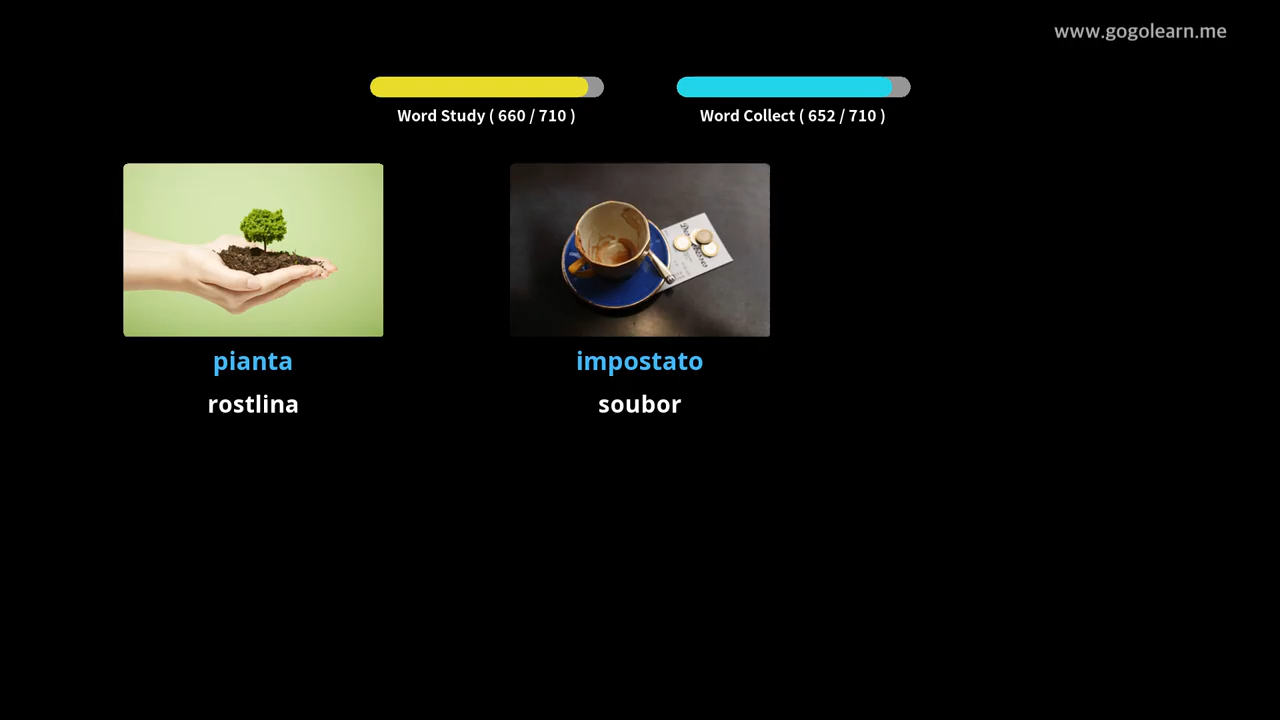 www.gogolearn.me
Word Study ( 660 / 710 )
Word Collect ( 652 / 710 )
pianta
impostato
rostlina
soubor